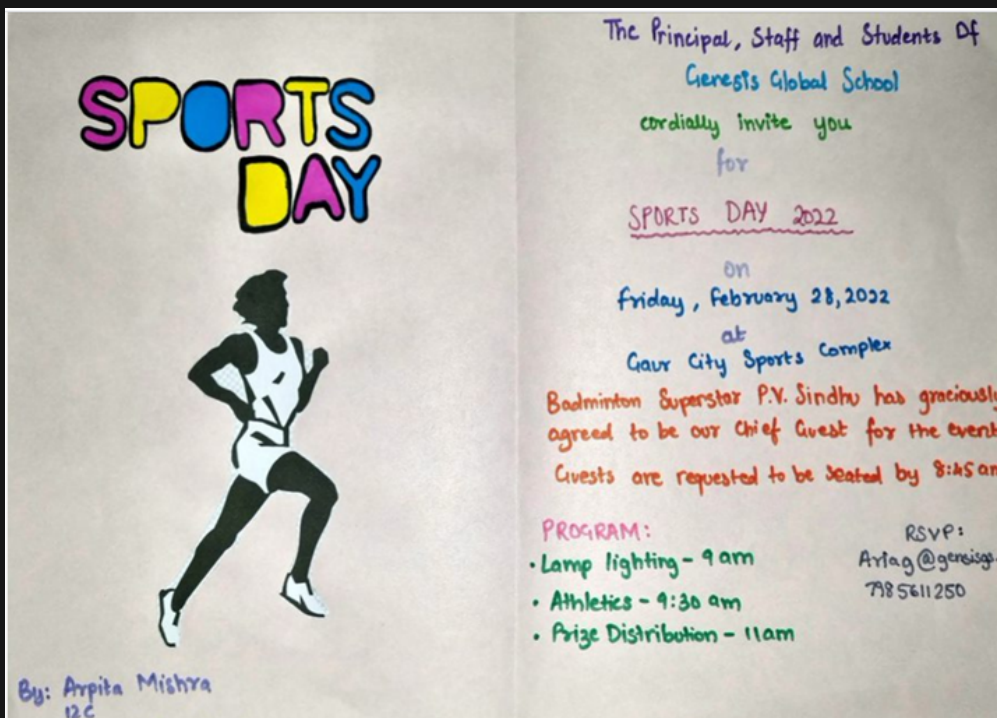 SPORTS
DAY
By: Arpita Mishra
12C
The Principal, Staff and Students Of
Genesis Global School
cordially invite you
for
SPORTS DAY 2022
on
friday, february 28, 2022
at
Gaur City Sports Complex
Badminton Superstar P.V. Sindhu has graciously
agreed to be our Chief Guest for the event
Guests are requested to be seated by 8:45 am
PROGRAM:
• Lamp lighting - 9 am
• Athletics - 9:30 am
• Prize Distribution - 11am
RSVP:
7985611250